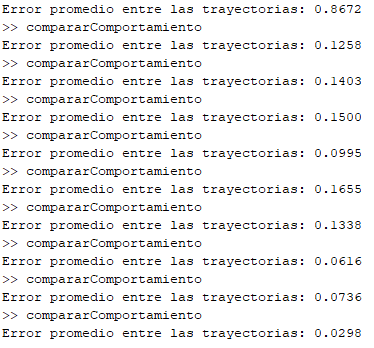 Error promedio entre las trayectorias: 0.8672
>> compararComportamiento
Error promedio entre las trayectorias: 0.1258
>> compararComportamiento
Error promedio entre las trayectorias: 0.1403
>> compararComportamiento
Error promedio entre las trayectorias: 0.1500
>> compararComportamiento
Error promedio entre las trayectorias: 0.0995
>> compararComportamiento
Error promedio entre las trayectorias: 0.1655
>> compararComportamiento
Error promedio entre las trayectorias: 0.1338
>> compararComportamiento
Error promedio entre las trayectorias: 0.0616
>> compararComportamiento
Error promedio entre las trayectorias: 0.0736
>> compararComportamiento
Error promedio entre las trayectorias: 0.0298